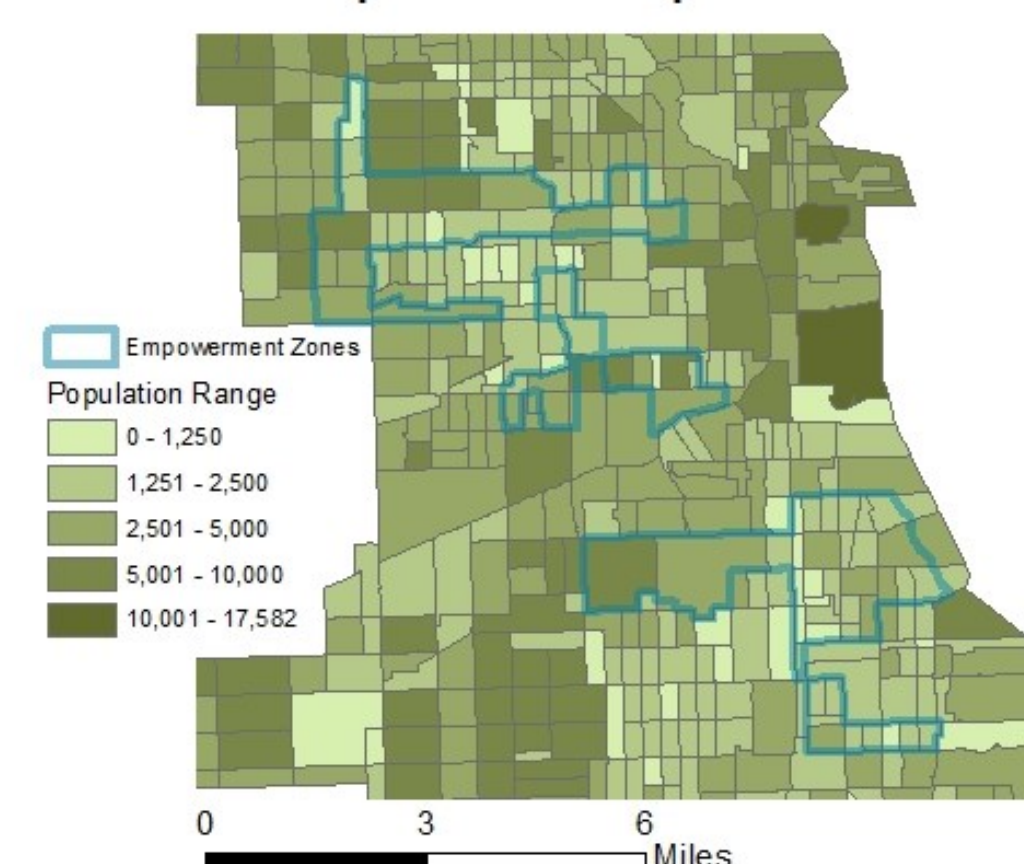 Empowerment Zones
Population Range
0 - 1,250
1,251 - 2,500
2,501 - 5,000
5,001 - 10,000
10,001 - 17,582
0 3 6
Miles